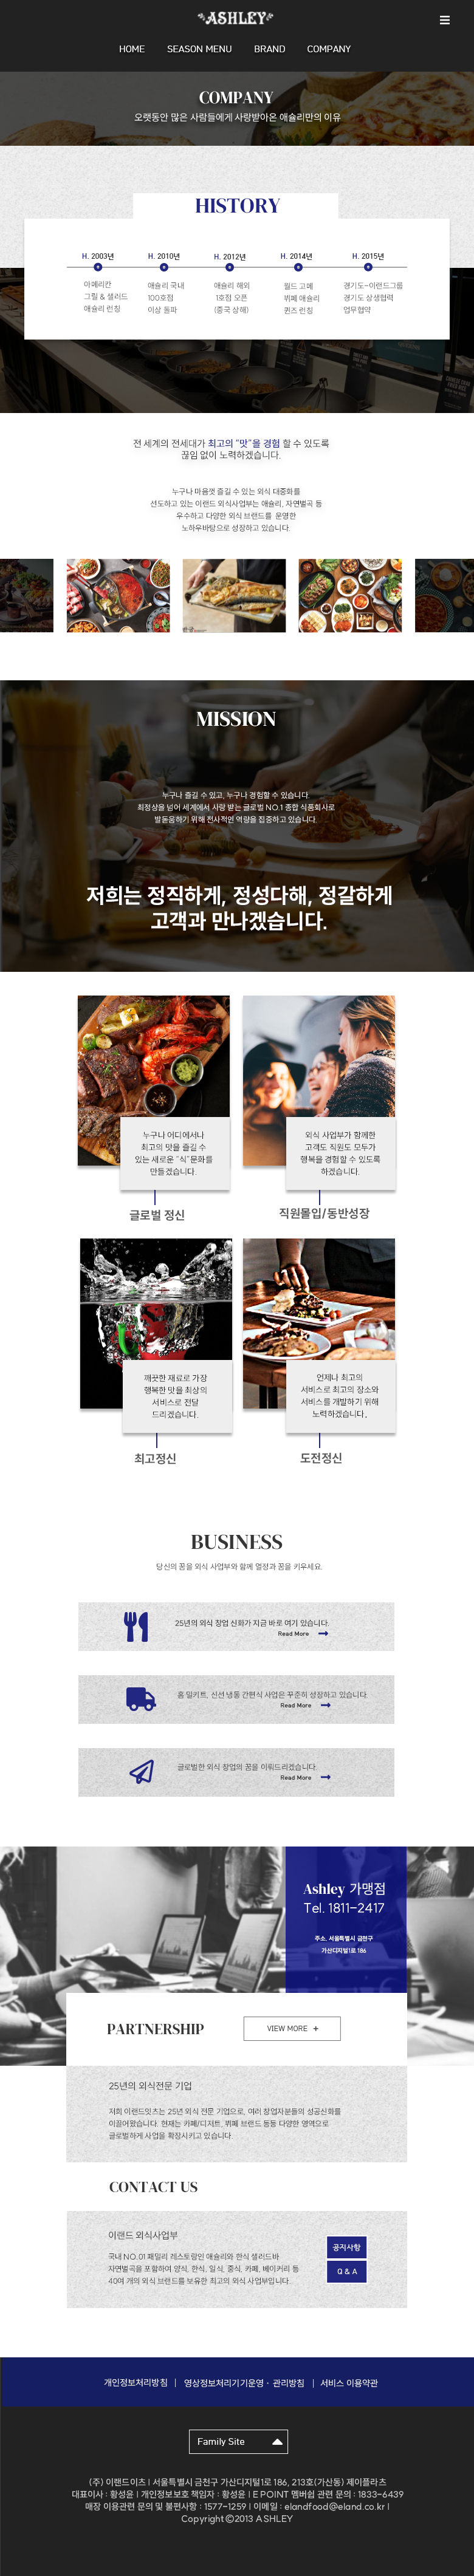 ASHLEY
HOME SEASON MENU BRAND COMPANY
COMPANY
오랫동안 많은 사람들에게 사랑받아온 애슐리만의 이유
HISTORY
H. 2003년 H. 2010년 H. 2012년 H. 2014년 H. 2015년
아메리칸
그릴 & 샐러드
애슐리 런칭
애슐리 국내
100호점
이상 돌파
애슐리 해외
1호점 오픈
(중국 상해)
월드 고메
뷔페 애슐리
퀸즈 런칭
경기도-이랜드그룹
경기도 상생협력
업무협약
전 세계의 전세대가 최고의 "맛"을 경험 할 수 있도록
끊임 없이 노력하겠습니다.
누구나 마음껏 즐길 수 있는 외식 대중화를
선도하고 있는 이랜드 외식사업부는 애슐리, 자연별곡 등
우수하고 다양한 외식 브랜드를 운영한
노하우바탕으로 성장하고 있습니다.
MISSION
누구나 즐길 수 있고, 누구나 경험할 수 있습니다.
최정상을 넘어 세계에서 사랑 받는 글로벌 NO.1 종합 식품회사로
발돋움하기 위해 전사적인 역량을 집중하고 있습니다.
저희는 정직하게, 정성다해, 정갈하게
고객과 만나겠습니다.
누구나 어디에서나
최고의 맛을 즐길 수
있는 새로운 "식"문화를
만들겠습니다.
글로벌 정신
외식 사업부가 함께한
고객도 직원도 모두가
행복을 경험할 수 있도록
하겠습니다.
직원몰입/동반성장
깨끗한 재료로 가장
행복한 맛을 최상의
서비스로 전달
드리겠습니다.
최고정신
언제나 최고의
서비스로 최고의 장소와
서비스를 개발하기 위해
노력하겠습니다.
도전정신
BUSINESS
당신의 꿈을 외식 사업부와 함께 열정과 꿈을 키우세요.
25년의 외식 창업 신화가 지금 바로 여기 있습니다.
Read More
홈 밀키트, 신선 냉동 간편식 사업은 꾸준히 성장하고 있습니다.
Read More
글로벌한 외식 창업의 꿈을 이뤄드리겠습니다.
Read More
Ashley 가맹점
Tel. 1811-2417
주소. 서울특별시 금천구
가산디지털1로 186
PARTNERSHIP
VIEW MORE +
25년의 외식전문 기업
저희 이랜드잇츠는 25년 외식 전문 기업으로, 여러 창업자분들의 성공신화를
이끌어왔습니다. 현재는 카페/디저트, 뷔페 브랜드 등등 다양한 영역으로
글로벌하게 사업을 확장시키고 있습니다.
CONTACT US
이랜드 외식사업부
국내 NO.01 패밀리 레스토랑인 애슐리와 한식 샐러드바
자연별곡을 포함하여 양식, 한식, 일식, 중식, 카페, 베이커리 등
40여 개의 외식 브랜드를 보유한 최고의 외식 사업부입니다.
공지사항
Q & A
개인정보처리방침 | 영상정보처리기기운영 · 관리방침 | 서비스 이용약관
Family Site
(주) 이랜드이츠 | 서울특별시 금천구 가산디지털1로 186, 213호(가산동) 제이플라츠
대표이사 : 황성윤 | 개인정보보호 책임자 : 황성윤 | E POINT 멤버쉽 관련 문의 : 1833-6439
매장 이용관련 문의 및 불편사항 : 1577-1259 | 이메일 : elandfood@eland.co.kr |
Copyright©2013 ASHLEY